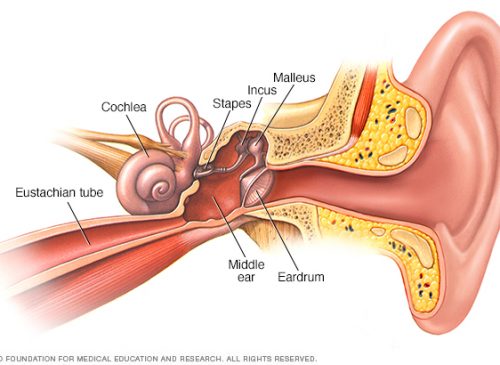 Malleus
Incus
Stapes
Cochlea
Eustachian tube
Middle
ear
Eardrum
FOUNDATION FOR MEDICAL EDUCATION AND RESEARCH. ALL RIGHTS RESERVED.